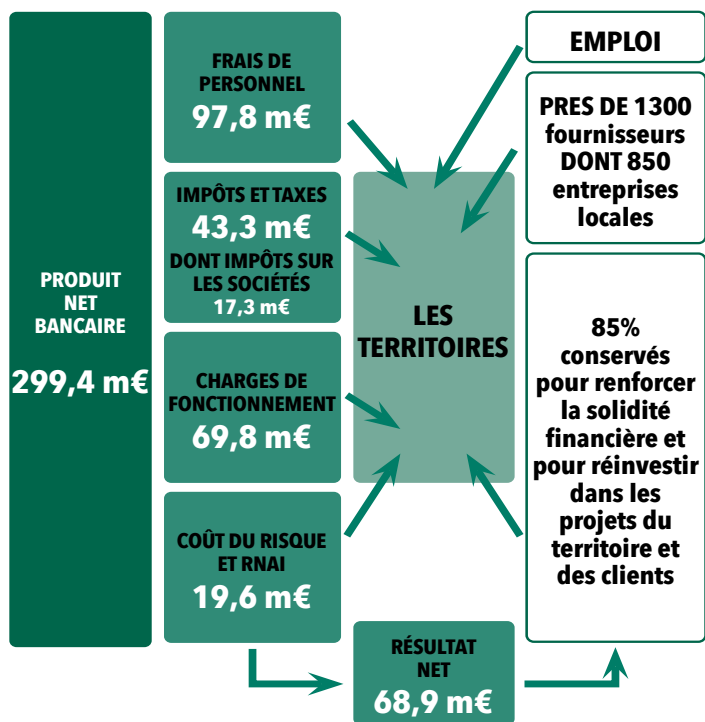 PRODUIT
NET
BANCAIRE
299,4 m€
FRAIS DE
PERSONNEL
97,8 m€
IMPÔTS ET TAXES
43,3 m€
DONT IMPÔTS SUR
LES SOCIÉTÉS
17,3 m€
CHARGES DE
FONCTIONNEMENT
69,8 m€
COÛT DU RISQUE
ET RNAI
19,6 m€
LES
TERRITOIRES
RÉSULTAT
NET
68,9 m€
EMPLOI
PRES DE 1300
fournisseurs
DONT 850
entreprises
locales
85%
conservés
pour renforcer
la solidité
financière et
pour réinvestir
dans les
projets du
territoire et
des clients